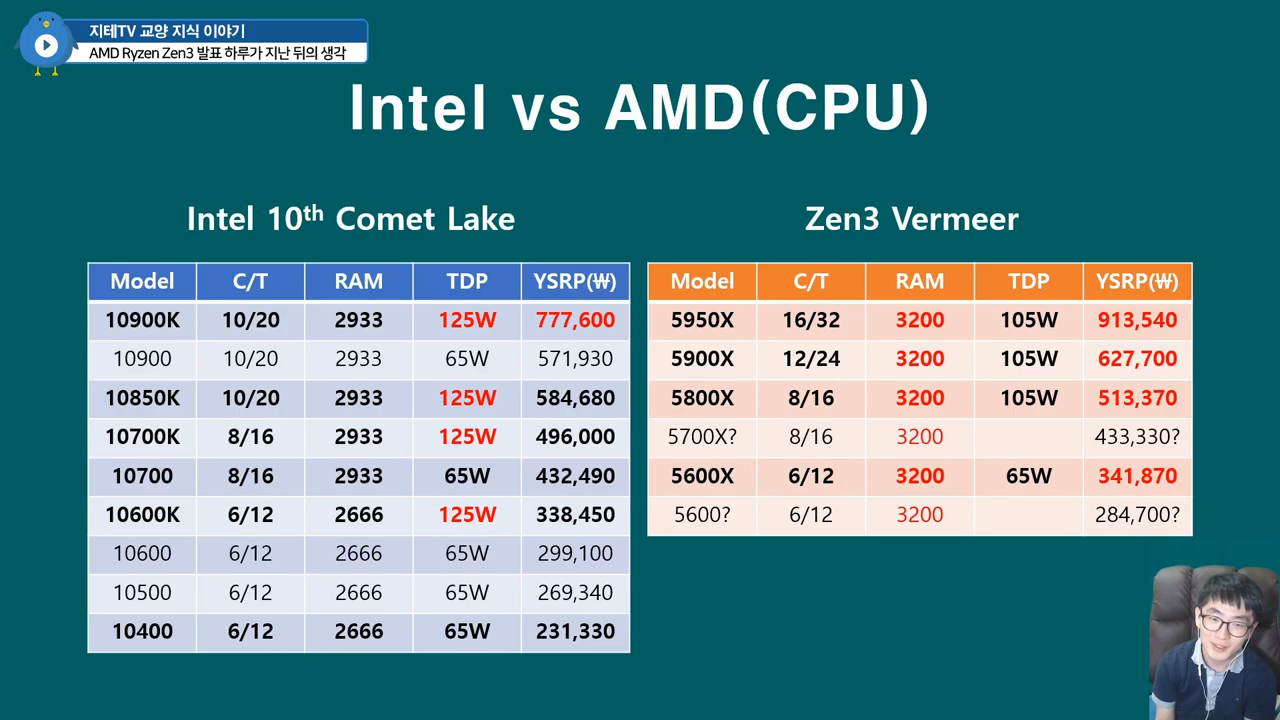 지테TV 교양 지식 이야기
AMD Ryzen Zen3 발표 하루가 지난 뒤의 생각
Intel vs AMD(CPU)
Intel 10th Comet Lake
Model C/T RAM TDP YSRP(₩)
10900K 10/20 2933 125W 777,600
10900 10/20 2933 65W 571,930
10850K 10/20 2933 125W 584,680
10700K 8/16 2933 125W 496,000
10700 8/16 2933 65W 432,490
10600K 6/12 2666 125W 338,450
10600 6/12 2666 65W 299,100
10500 6/12 2666 65W 269,340
10400 6/12 2666 65W 231,330
Zen3 Vermeer
Model C/T RAM TDP YSRP(₩)
5950X 16/32 3200 105W 913,540
5900X 12/24 3200 105W 627,700
5800X 8/16 3200 105W 513,370
5700X? 8/16 3200 433,330?
5600X 6/12 3200 65W 341,870
5600? 6/12 3200 284,700?